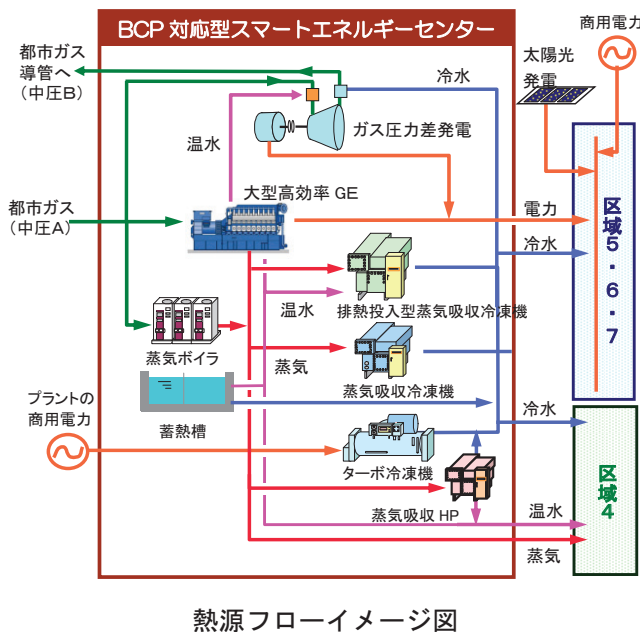 BCP 対応型スマートエネルギーセンター
商用電力
太陽光
発電
都市ガス
導管へ
（中圧B）
冷水
ガス圧力差発電
温水
大型高効率 GE
都市ガス
（中圧A）
電力
冷水
区域5・6・7
温水
排熱投入型蒸気吸収冷凍機
蒸気ボイラ
蒸気
蒸気吸収冷凍機
プラントの
商用電力
蓄熱槽
冷水
ターボ冷凍機
区域4
蒸気吸収 HP
温水
蒸気
熱源フローイメージ図